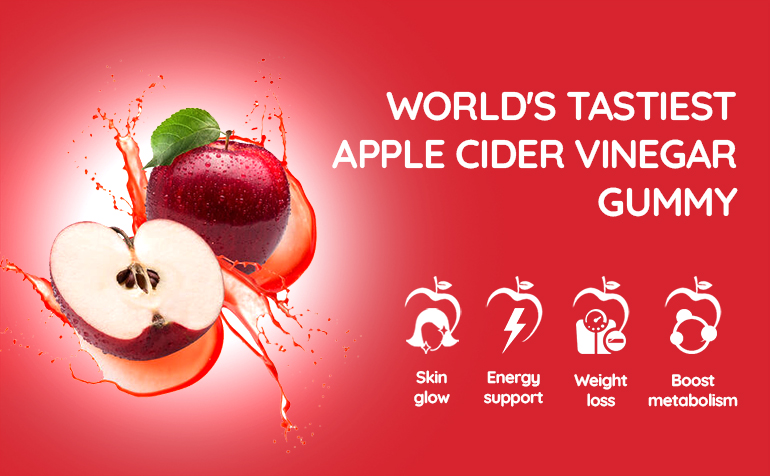 WORLD'S TASTIEST
APPLE CIDER VINEGAR
GUMMY
Skin
glow
Energy
support
Weight
loss
Boost
metabolism